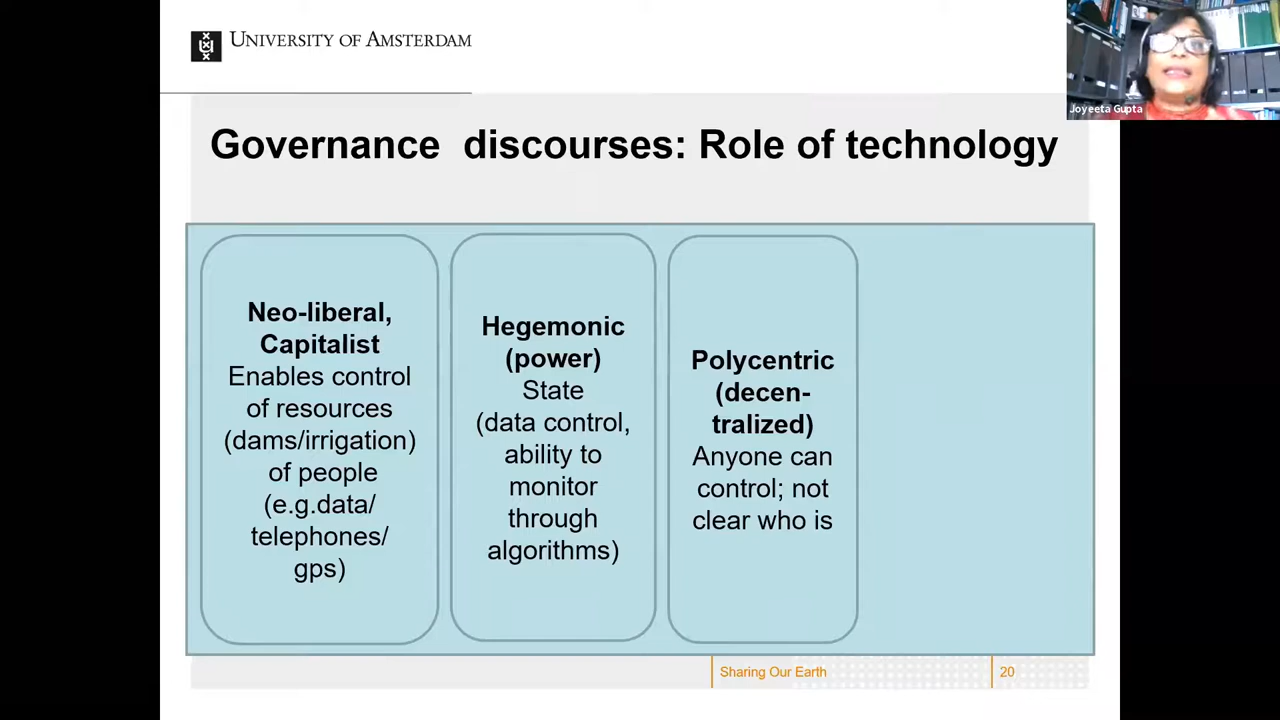 UNIVERSITY OF AMSTERDAM
Joyeeta Gupta
Governance discourses: Role of technology
Neo-liberal,
Capitalist
Enables control
of resources
(dams/irrigation)
of people
(e.g.data/
telephones/
gps)
Hegemonic
(power)
State
(data control,
ability to
monitor
through
algorithms)
Polycentric
(decen-
tralized)
Anyone can
control; not
clear who is
Sharing Our Earth
20